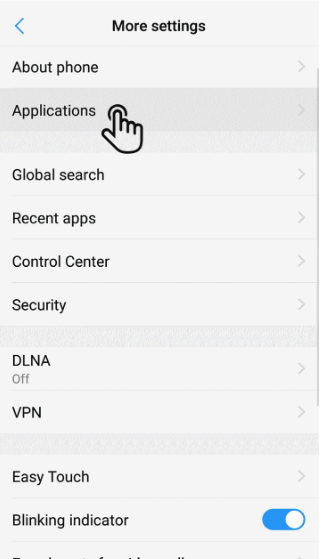 More settings
About phone
Applications
Global search
Recent apps
Control Center
Security
DLNA
Off
VPN
Easy Touch
Blinking indicator